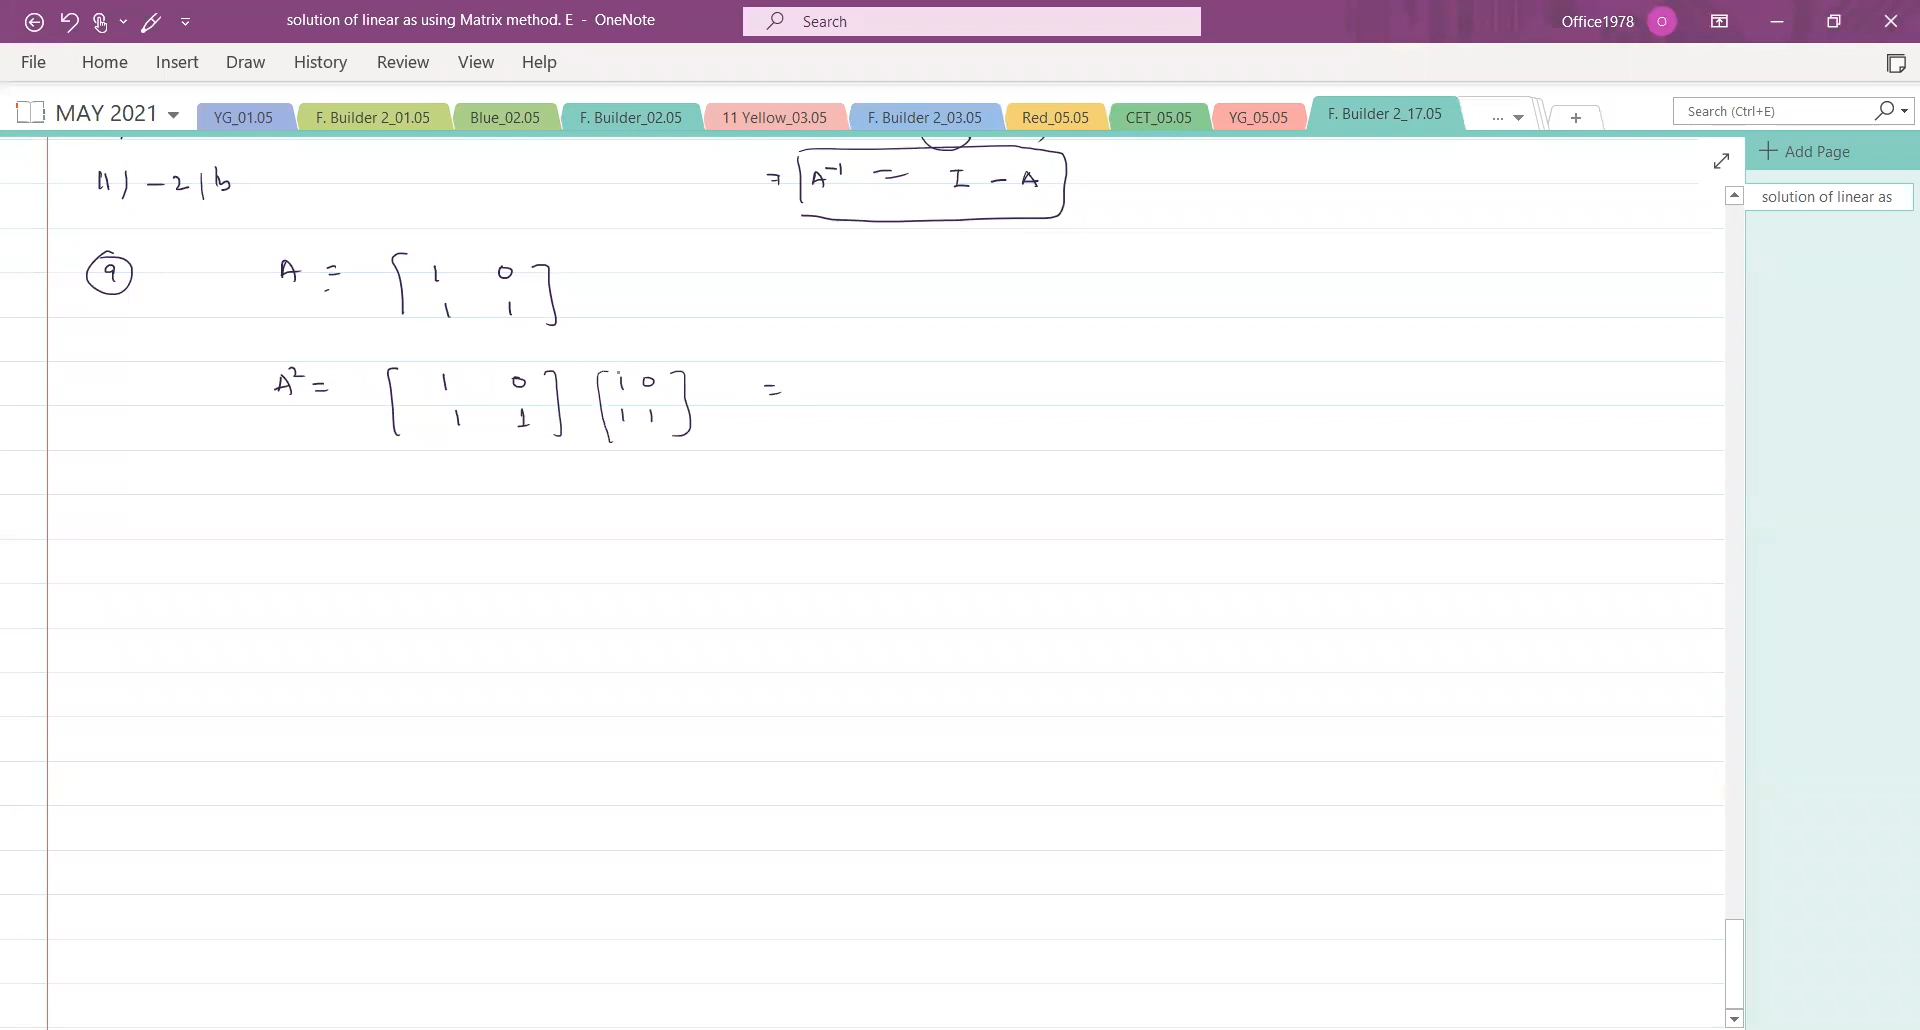 solution of linear as using Matrix method. E - OneNote
Search
Office1978
O
File Home Insert Draw History Review View Help
MAY 2021
YG_01.05
F. Builder 2_01.05
Blue_02.05
F. Builder_02.05
11 Yellow_03.05
F. Builder 2_03.05
Red_05.05
CET_05.05
YG_05.05
F. Builder 2_17.05
...
+
Search (Ctrl+E)
+ Add Page
solution of linear as
11) -21b
⇒ A⁻¹ = I - A
9 A = [ 1 0
1 1 ]
A² = [ 1 0 ] [ 1 0 ] =
[ 1 1 ] [ 1 1 ]